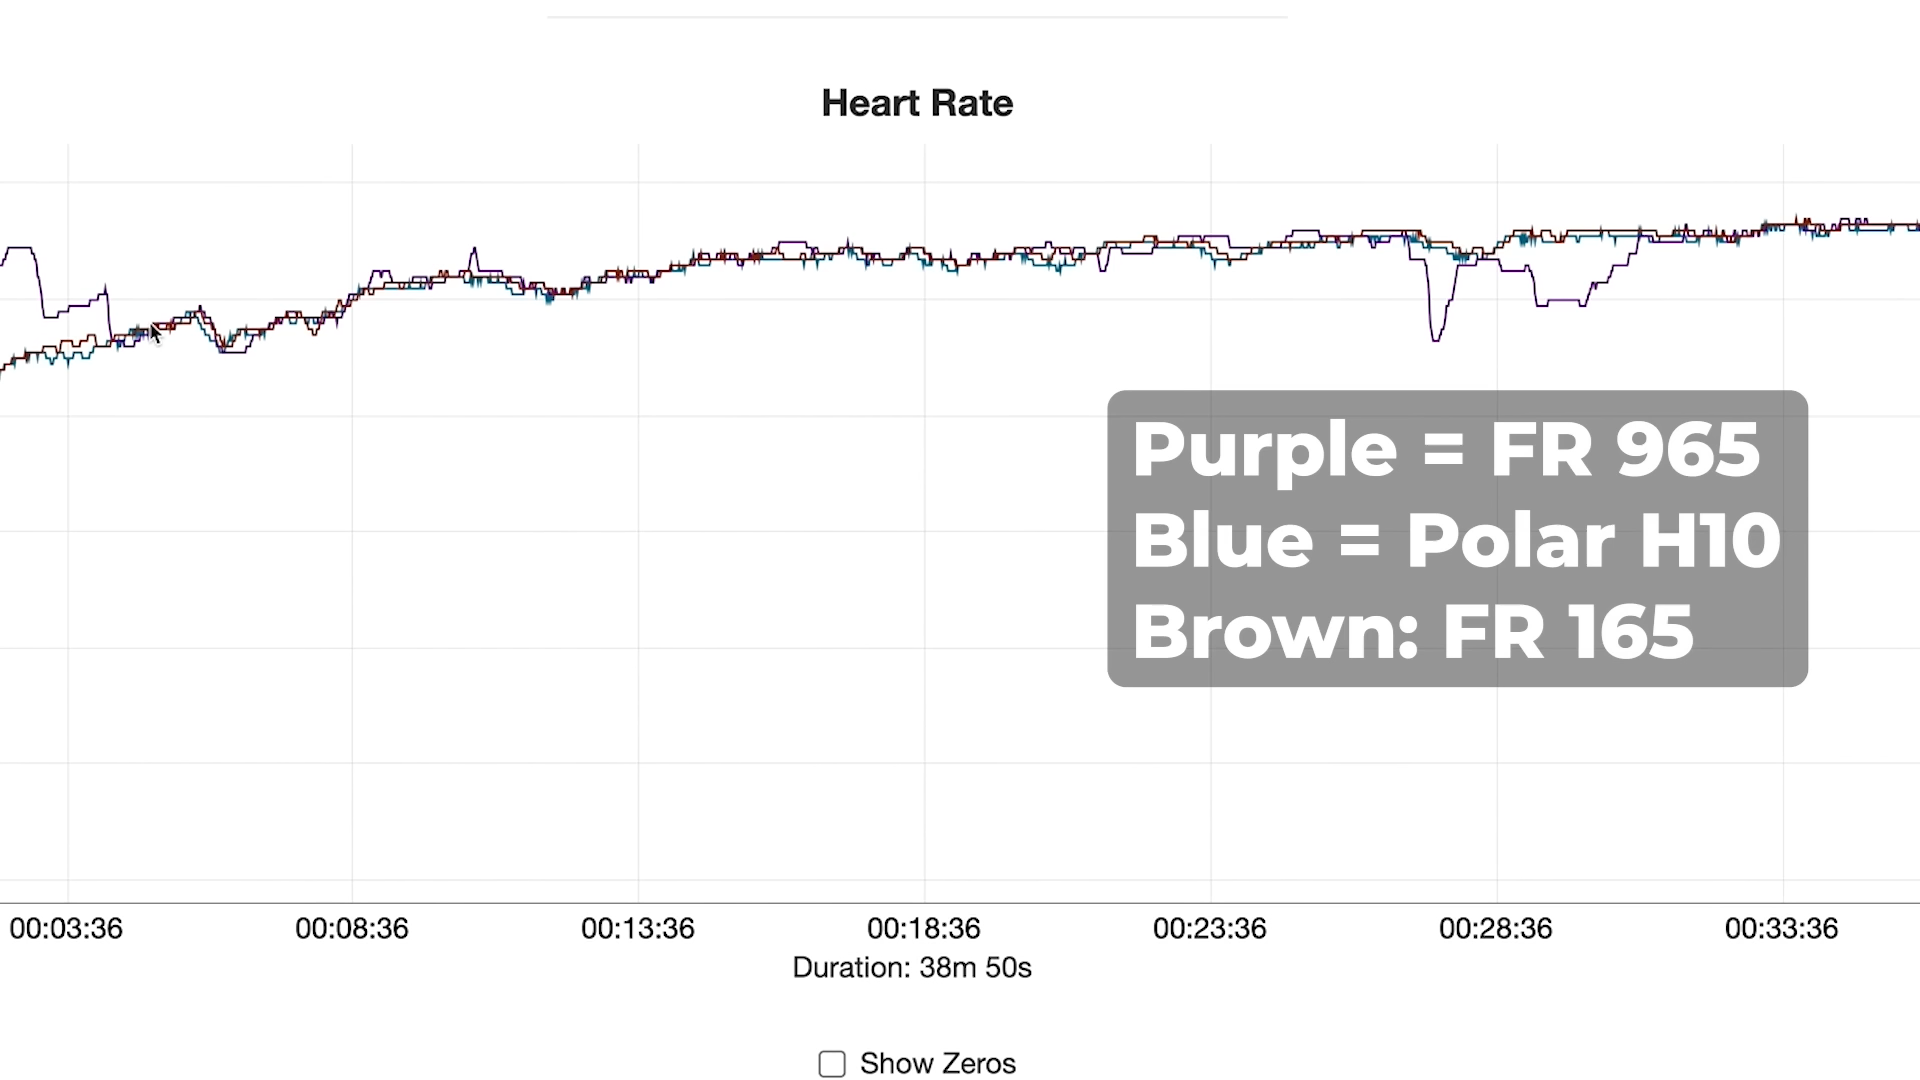 Heart Rate
Purple = FR 965
Blue = Polar H10
Brown: FR 165
00:03:36 00:08:36 00:13:36 00:18:36 00:23:36 00:28:36 00:33:36
Duration: 38m 50s
Show Zeros